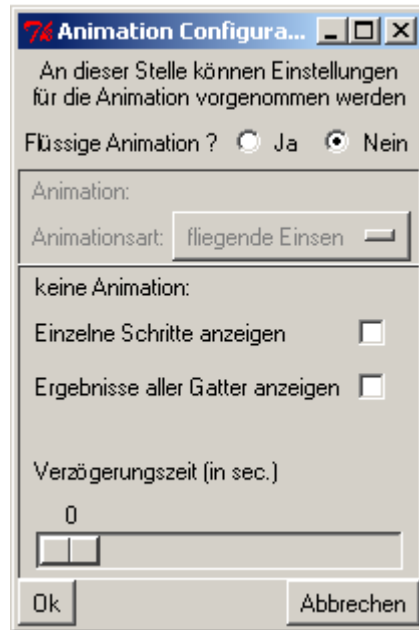 Animation Configura...
An dieser Stelle können Einstellungen
für die Animation vorgenommen werden
Flüssige Animation ? Ja Nein
Animation:
Animationsart: fliegende Einsen
keine Animation:
Einzelne Schritte anzeigen
Ergebnisse aller Gatter anzeigen
Verzögerungszeit (in sec.)
0
Ok Abbrechen